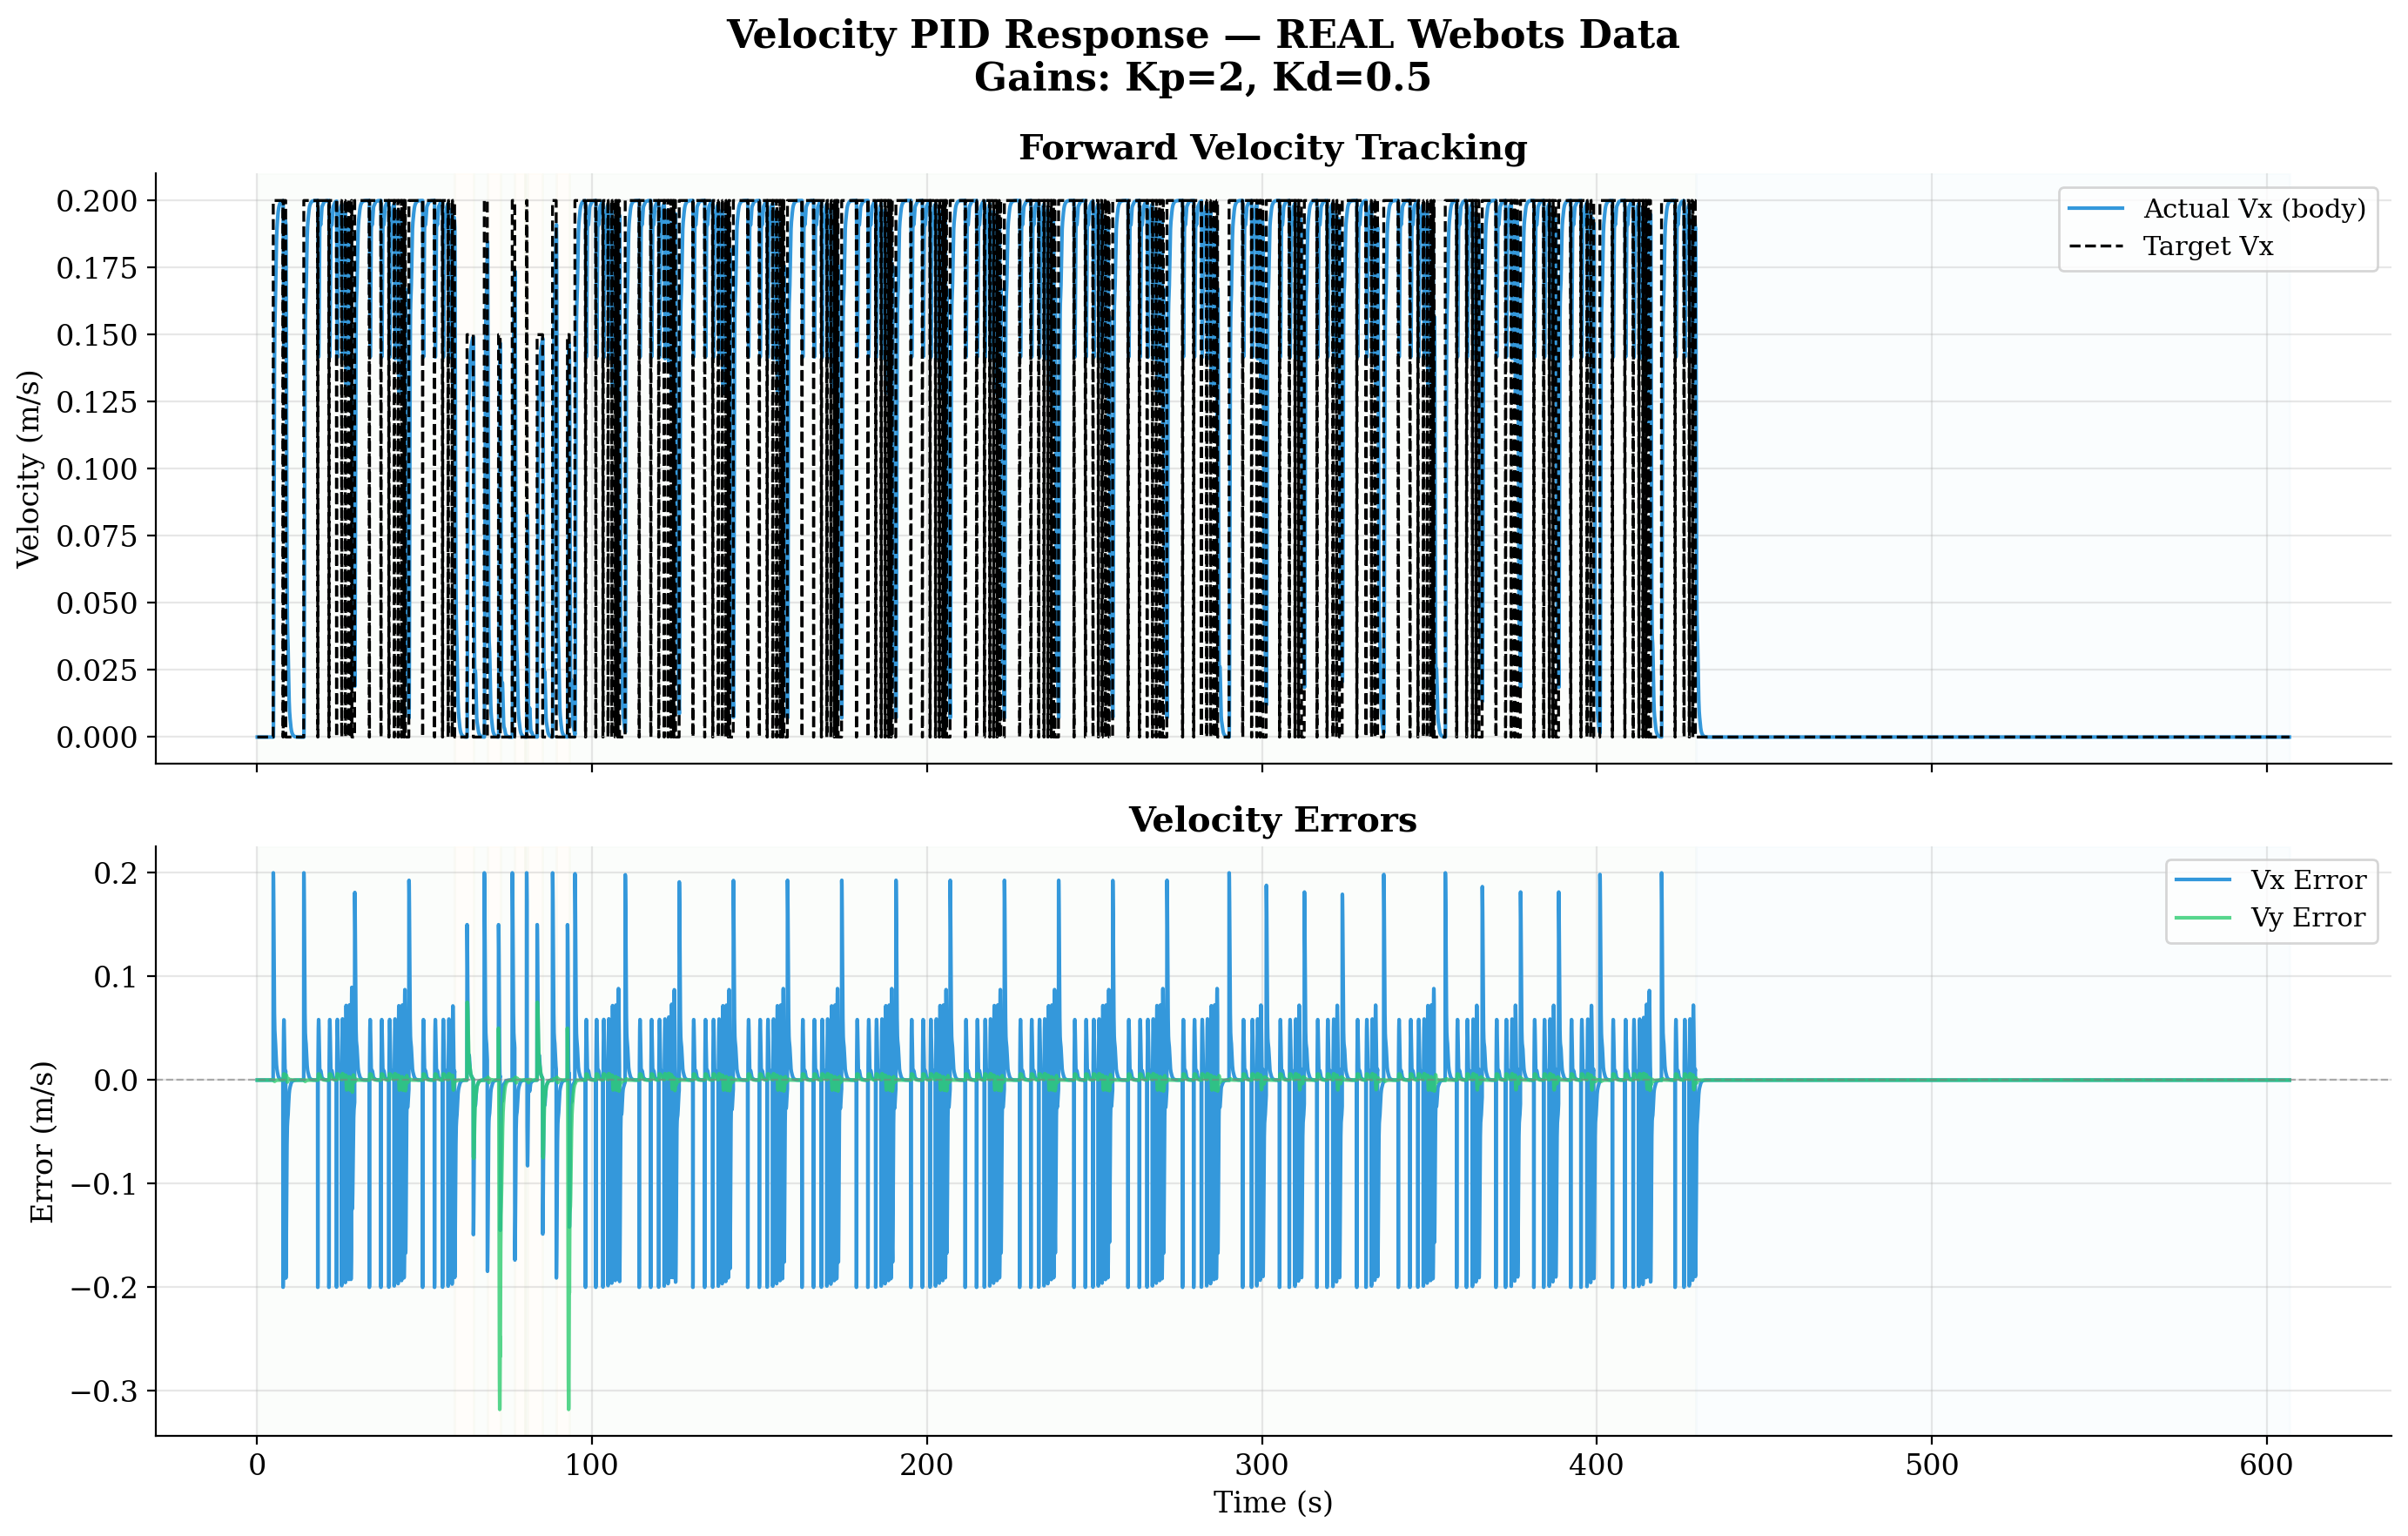 Velocity PID Response — REAL Webots Data
Gains: Kp=2, Kd=0.5
Forward Velocity Tracking
Velocity (m/s)
0.200
0.175
0.150
0.125
0.100
0.075
0.050
0.025
0.000
Actual Vx (body)
Target Vx
Velocity Errors
Error (m/s)
0.2
0.1
0.0
−0.1
−0.2
−0.3
Vx Error
Vy Error
0 100 200 300 400 500 600
Time (s)